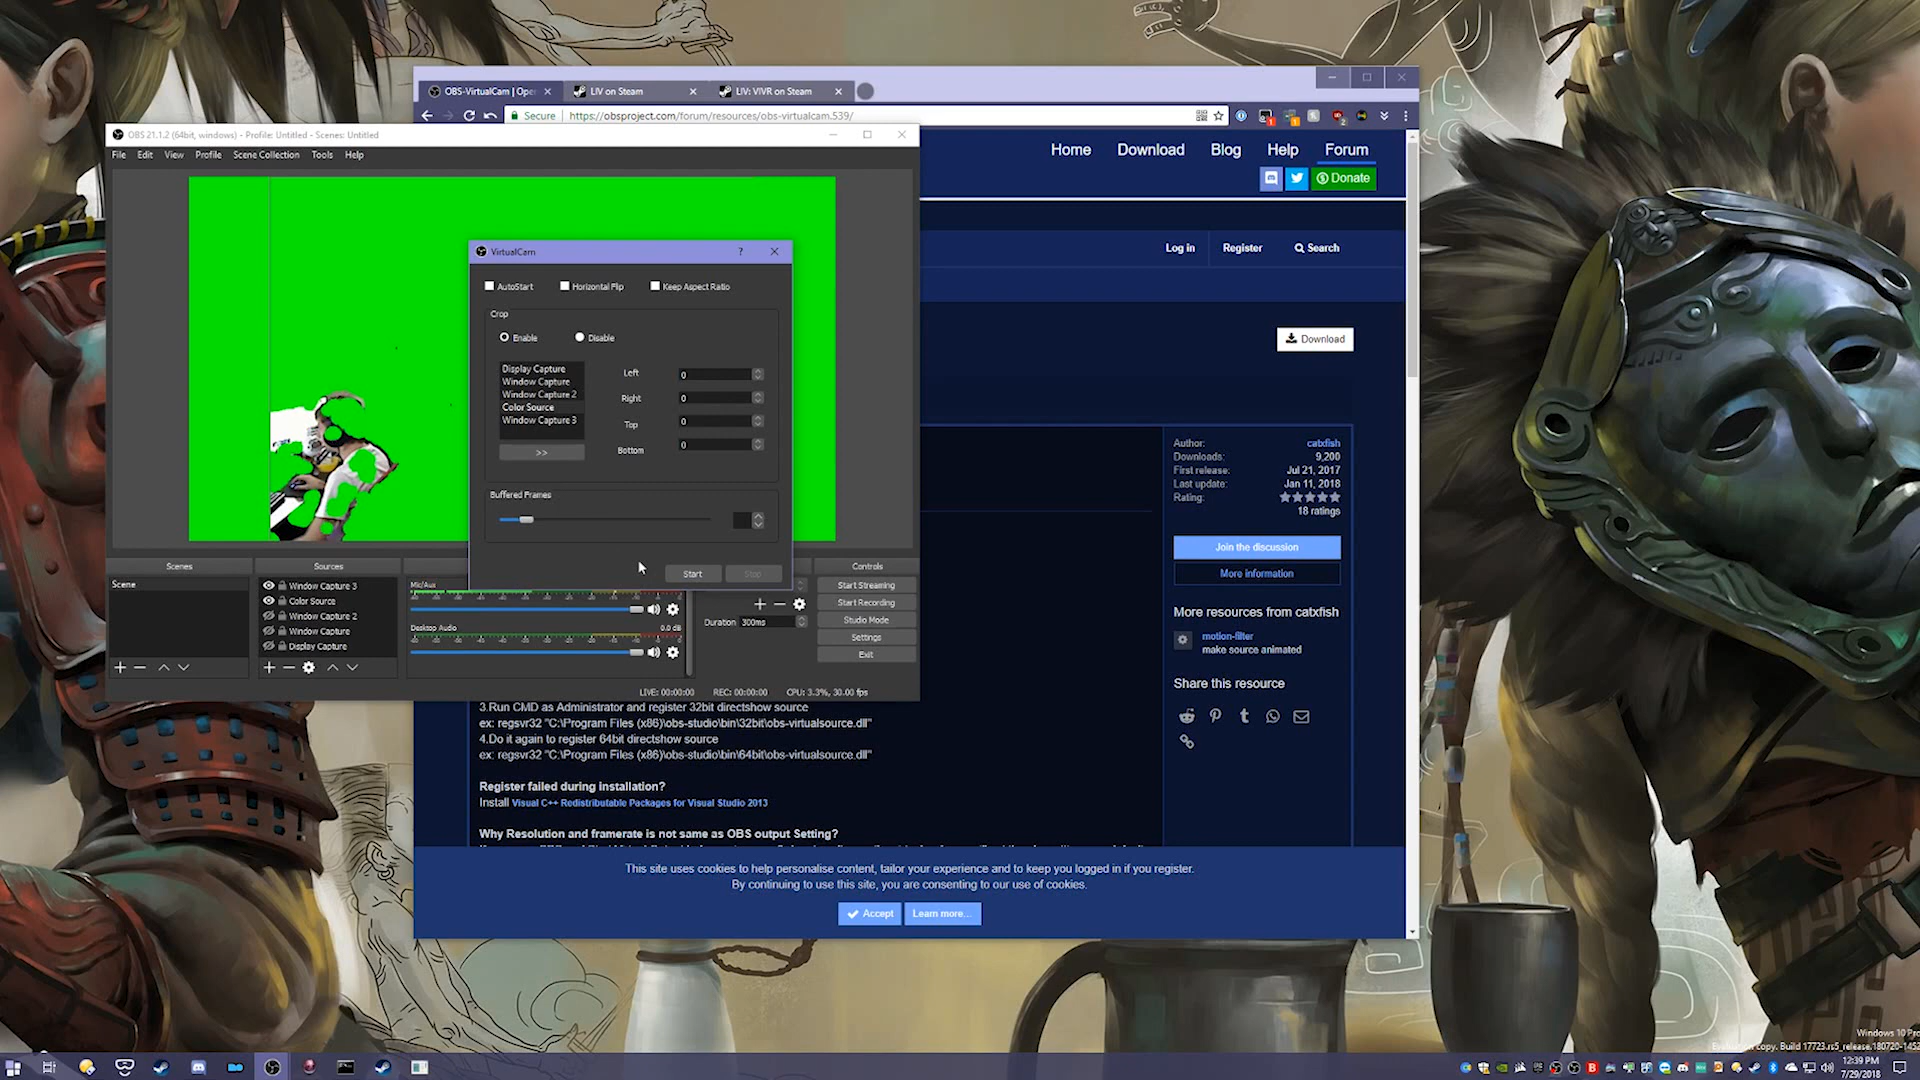 OBS-VirtualCam | Oper
LIV on Steam
LIV: VIVR on Steam
Secure
https://obsproject.com/forum/resources/obs-virtualcam.539/
OBS 21.1.2 (64bit, windows) - Profile: Untitled - Scenes: Untitled
File Edit View Profile Scene Collection Tools Help
Home Download Blog Help Forum
Donate
Log in Register Search
Download
VirtualCam
?
AutoStart Horizontal Flip Keep Aspect Ratio
Crop
Enable Disable
Display Capture
Window Capture
Window Capture 2
Color Source
Window Capture 3
>>
Left 0
Right 0
Top 0
Bottom 0
Buffered Frames
Start Stop
Author: catxfish
Downloads: 9,200
First release: Jul 21, 2017
Last update: Jan 11, 2018
Rating:
18 ratings
Join the discussion
More information
More resources from catxfish
motion-filter
make source animated
Share this resource
Scenes
Scene
Sources
Window Capture 3
Color Source
Window Capture 2
Window Capture
Display Capture
Mic/Aux
Desktop Audio 0.0 dB
Duration 300ms
Controls
Start Streaming
Start Recording
Studio Mode
Settings
Exit
LIVE: 00:00:00 REC: 00:00:00 CPU: 3.3%, 30.00 fps
3.Run CMD as Administrator and register 32bit directshow source
ex: regsvr32 "C:\Program Files (x86)\obs-studio\bin\32bit\obs-virtualsource.dll"
4.Do it again to register 64bit directshow source
ex: regsvr32 "C:\Program Files (x86)\obs-studio\bin\64bit\obs-virtualsource.dll"
Register failed during installation?
Install Visual C++ Redistributable Packages for Visual Studio 2013
Why Resolution and framerate is not same as OBS output Setting?
This site uses cookies to help personalise content, tailor your experience and to keep you logged in if you register.
By continuing to use this site, you are consenting to our use of cookies.
Accept Learn more...
Windows 10 Pro
copy. Build 17723.rs5_release.180720-1452
12:39 PM
7/29/2018